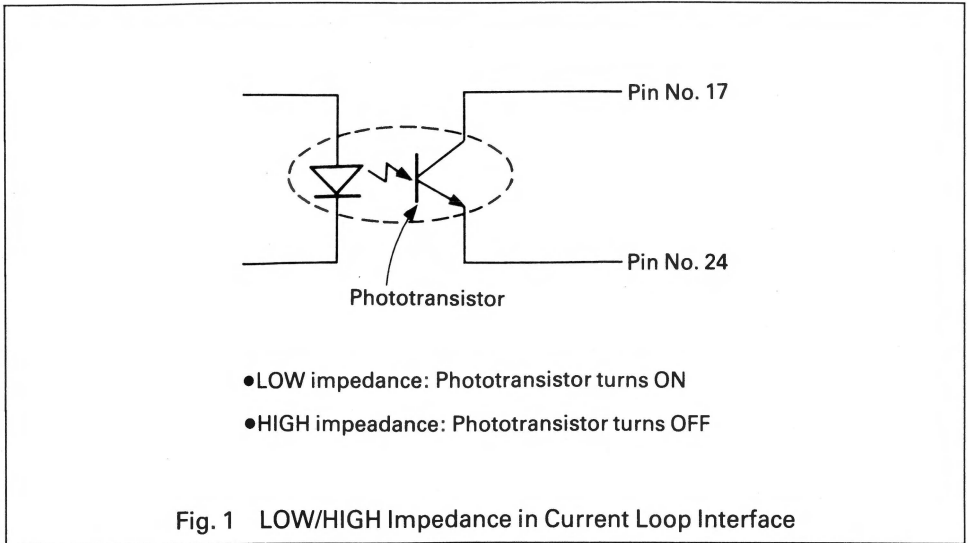 Pin No. 17
Pin No. 24
Phototransistor
●LOW impedance: Phototransistor turns ON
●HIGH impeadance: Phototransistor turns OFF
Fig. 1 LOW/HIGH Impedance in Current Loop Interface